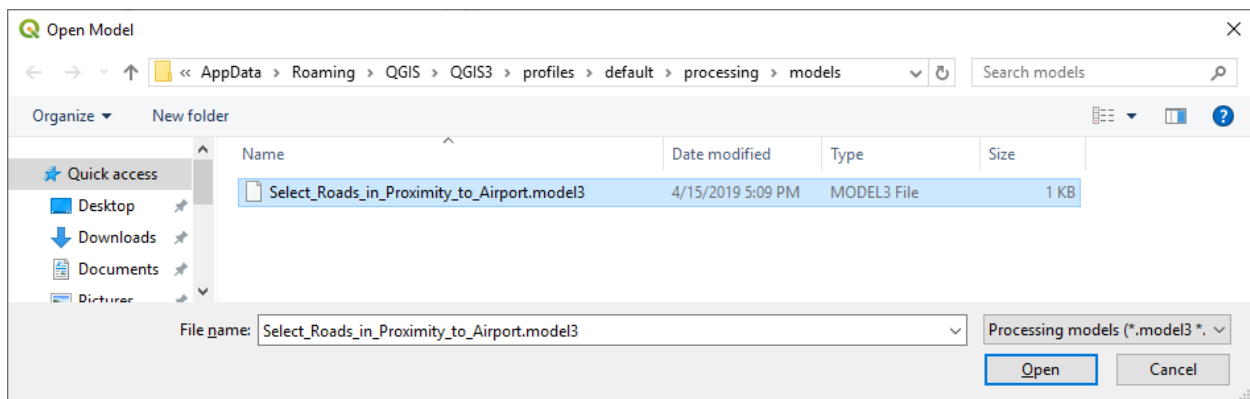 Open Model
« AppData > Roaming > QGIS > QGIS3 > profiles > default > processing > models
Search models
Organize
New folder
Name
Date modified
Type
Size
Quick access
Select_Roads_in_Proximity_to_Airport.model3
4/15/2019 5:09 PM
MODEL3 File
1 KB
Desktop
Downloads
Documents
Pictures
File name:
Select_Roads_in_Proximity_to_Airport.model3
Processing models (*.model3 *.
Open
Cancel